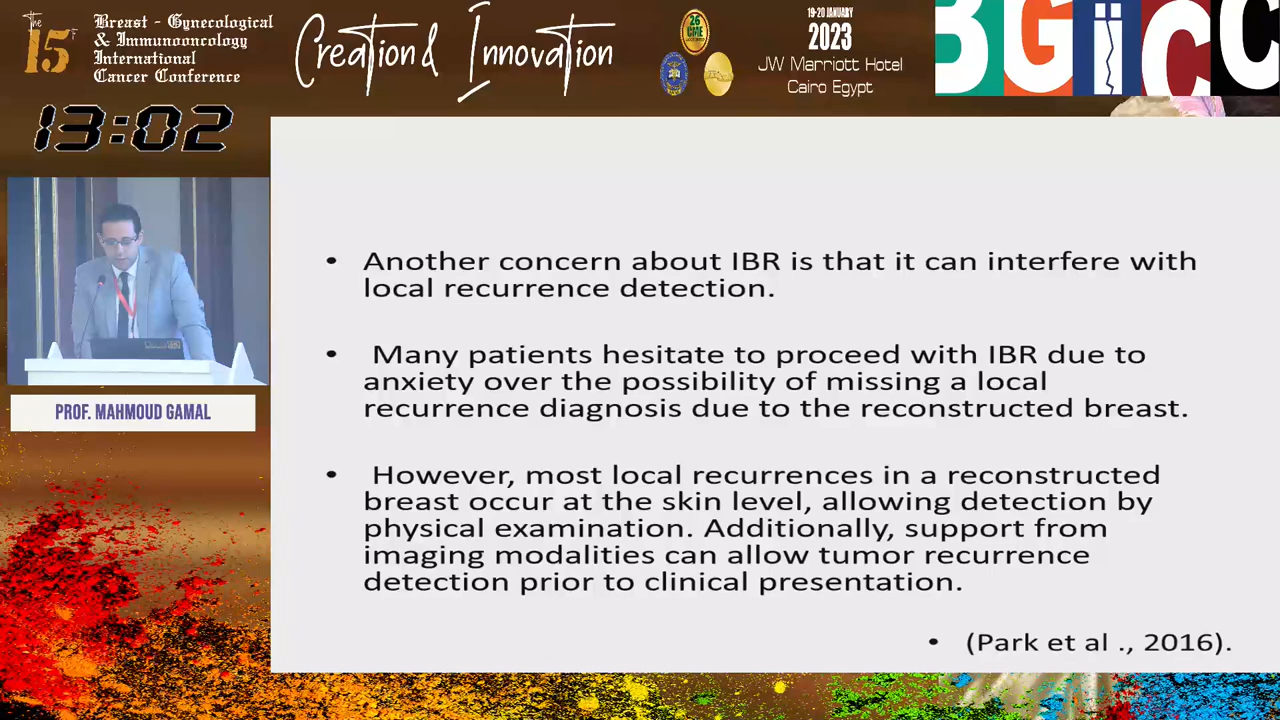 The
15th
Breast - Gynecological
& Immunooncology
International
Cancer Conference
Creation & Innovation
26
CME
19-20 JANUARY
2023
JW Marriott Hotel
Cairo Egypt
BGICC
13:02
PROF. MAHMOUD GAMAL
• Another concern about IBR is that it can interfere with
local recurrence detection.
• Many patients hesitate to proceed with IBR due to
anxiety over the possibility of missing a local
recurrence diagnosis due to the reconstructed breast.
• However, most local recurrences in a reconstructed
breast occur at the skin level, allowing detection by
physical examination. Additionally, support from
imaging modalities can allow tumor recurrence
detection prior to clinical presentation.
• (Park et al ., 2016).